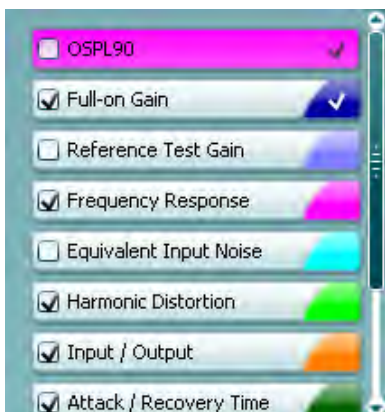 OSPL90
Full-on Gain
Reference Test Gain
Frequency Response
Equivalent Input Noise
Harmonic Distortion
Input / Output
Attack / Recovery Time